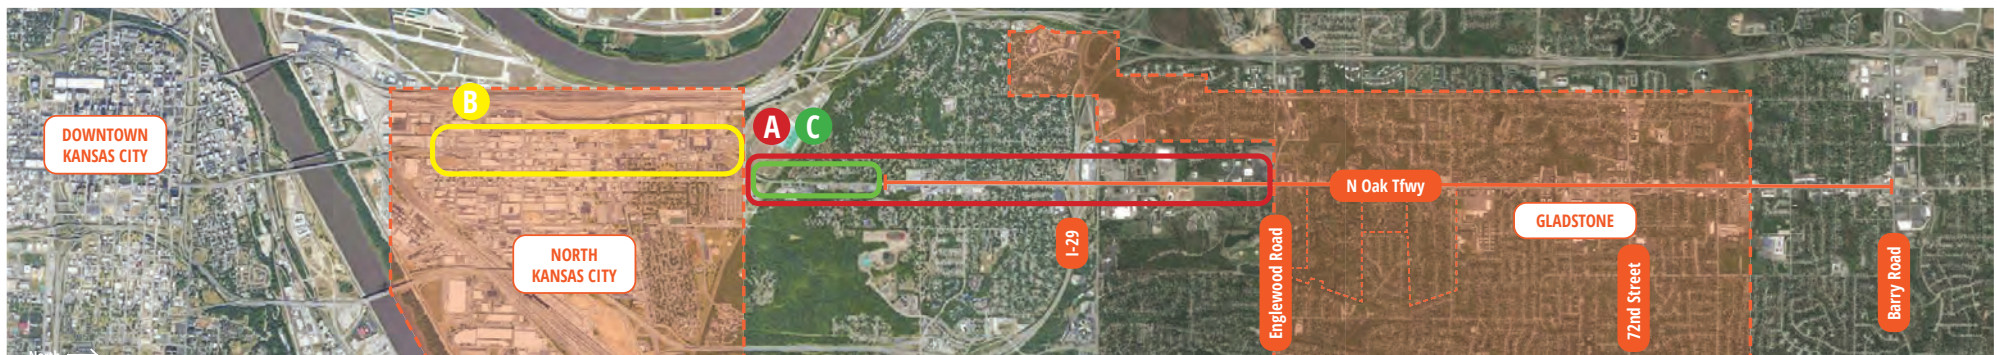 B
A C
DOWNTOWN
KANSAS CITY
N Oak Tfwy
GLADSTONE
NORTH
KANSAS CITY
I-29
Englewood Road
72nd Street
Barry Road